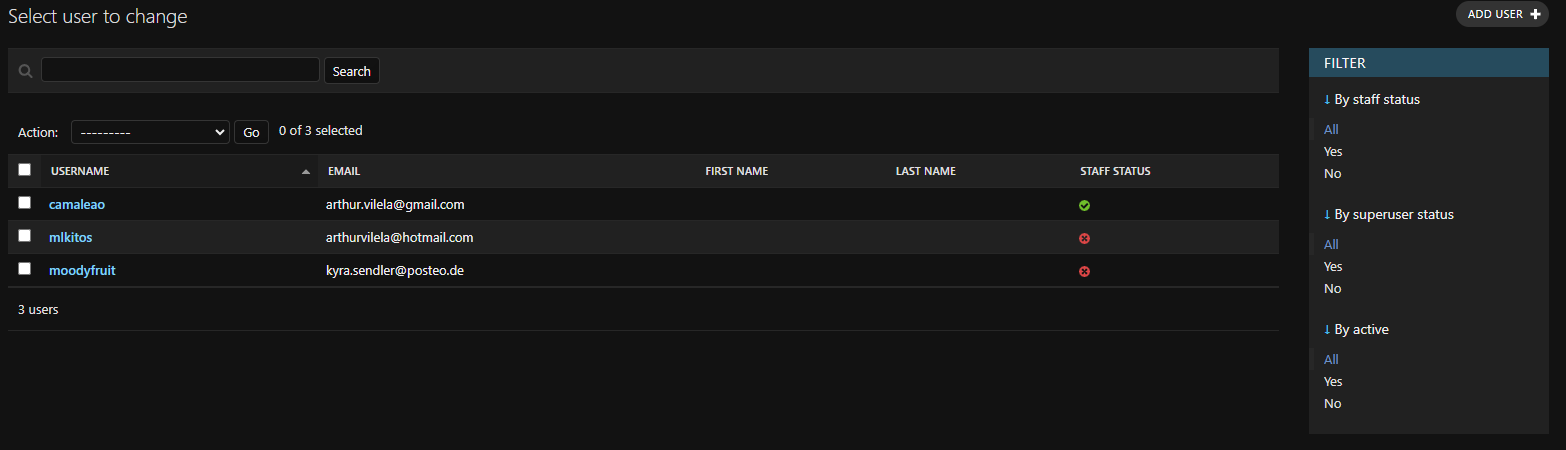 Select user to change
ADD USER
Search
Action: --------- Go 0 of 3 selected
USERNAME EMAIL FIRST NAME LAST NAME STAFF STATUS
camaleao arthur.vilela@gmail.com
mlkitos arthurvilela@hotmail.com
moodyfruit kyra.sendler@posteo.de
3 users
FILTER
↓ By staff status
All
Yes
No
↓ By superuser status
All
Yes
No
↓ By active
All
Yes
No